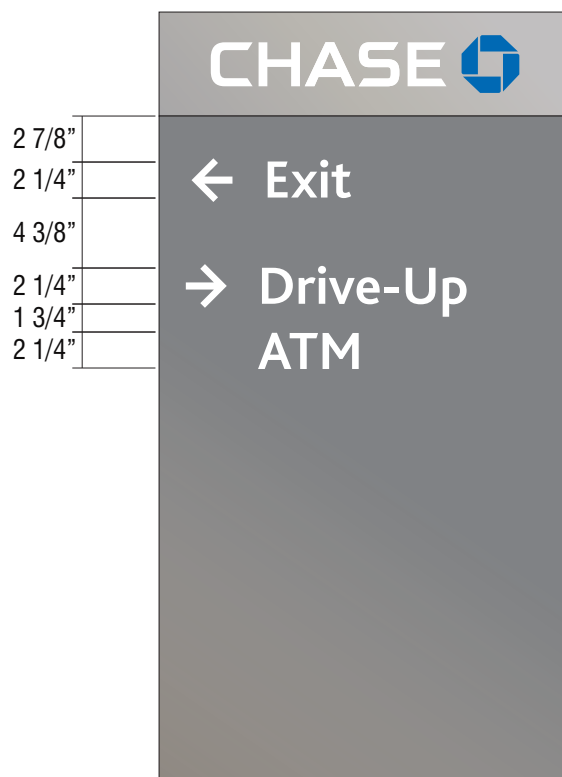 CHASE
2 7/8”
2 1/4”
← Exit
4 3/8”
2 1/4”
→ Drive-Up
1 3/4”
ATM
2 1/4”